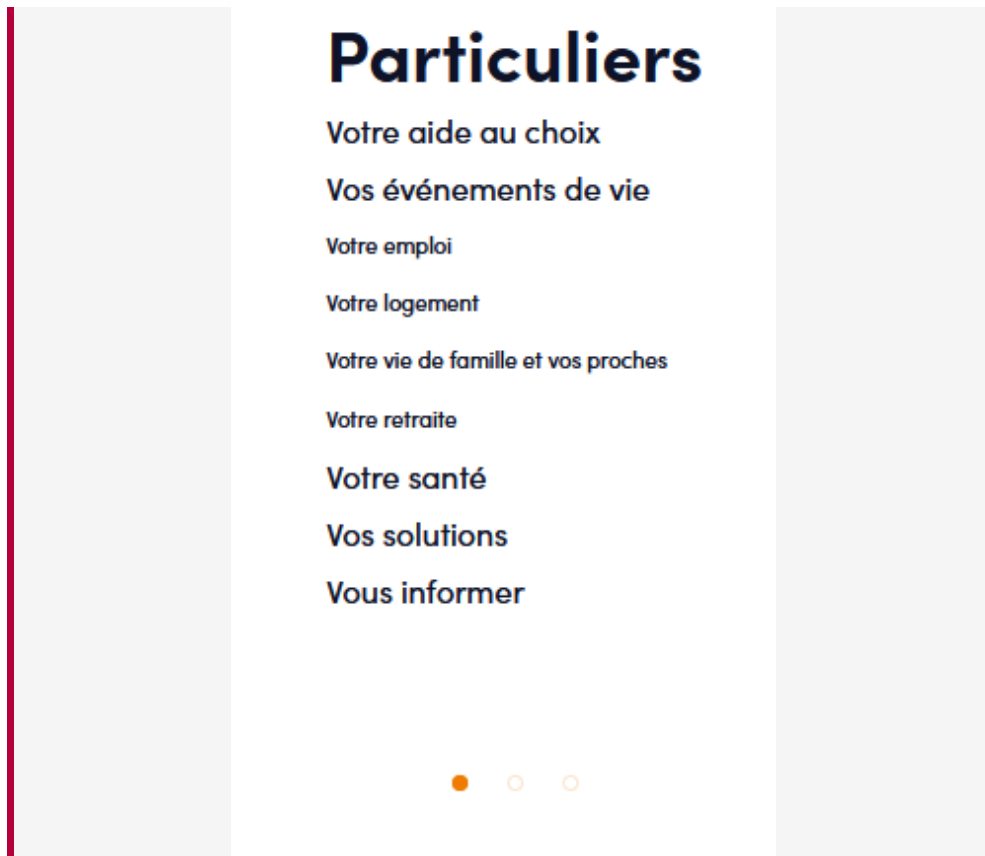 Particuliers
Votre aide au choix
Vos événements de vie
Votre emploi
Votre logement
Votre vie de famille et vos proches
Votre retraite
Votre santé
Vos solutions
Vous informer